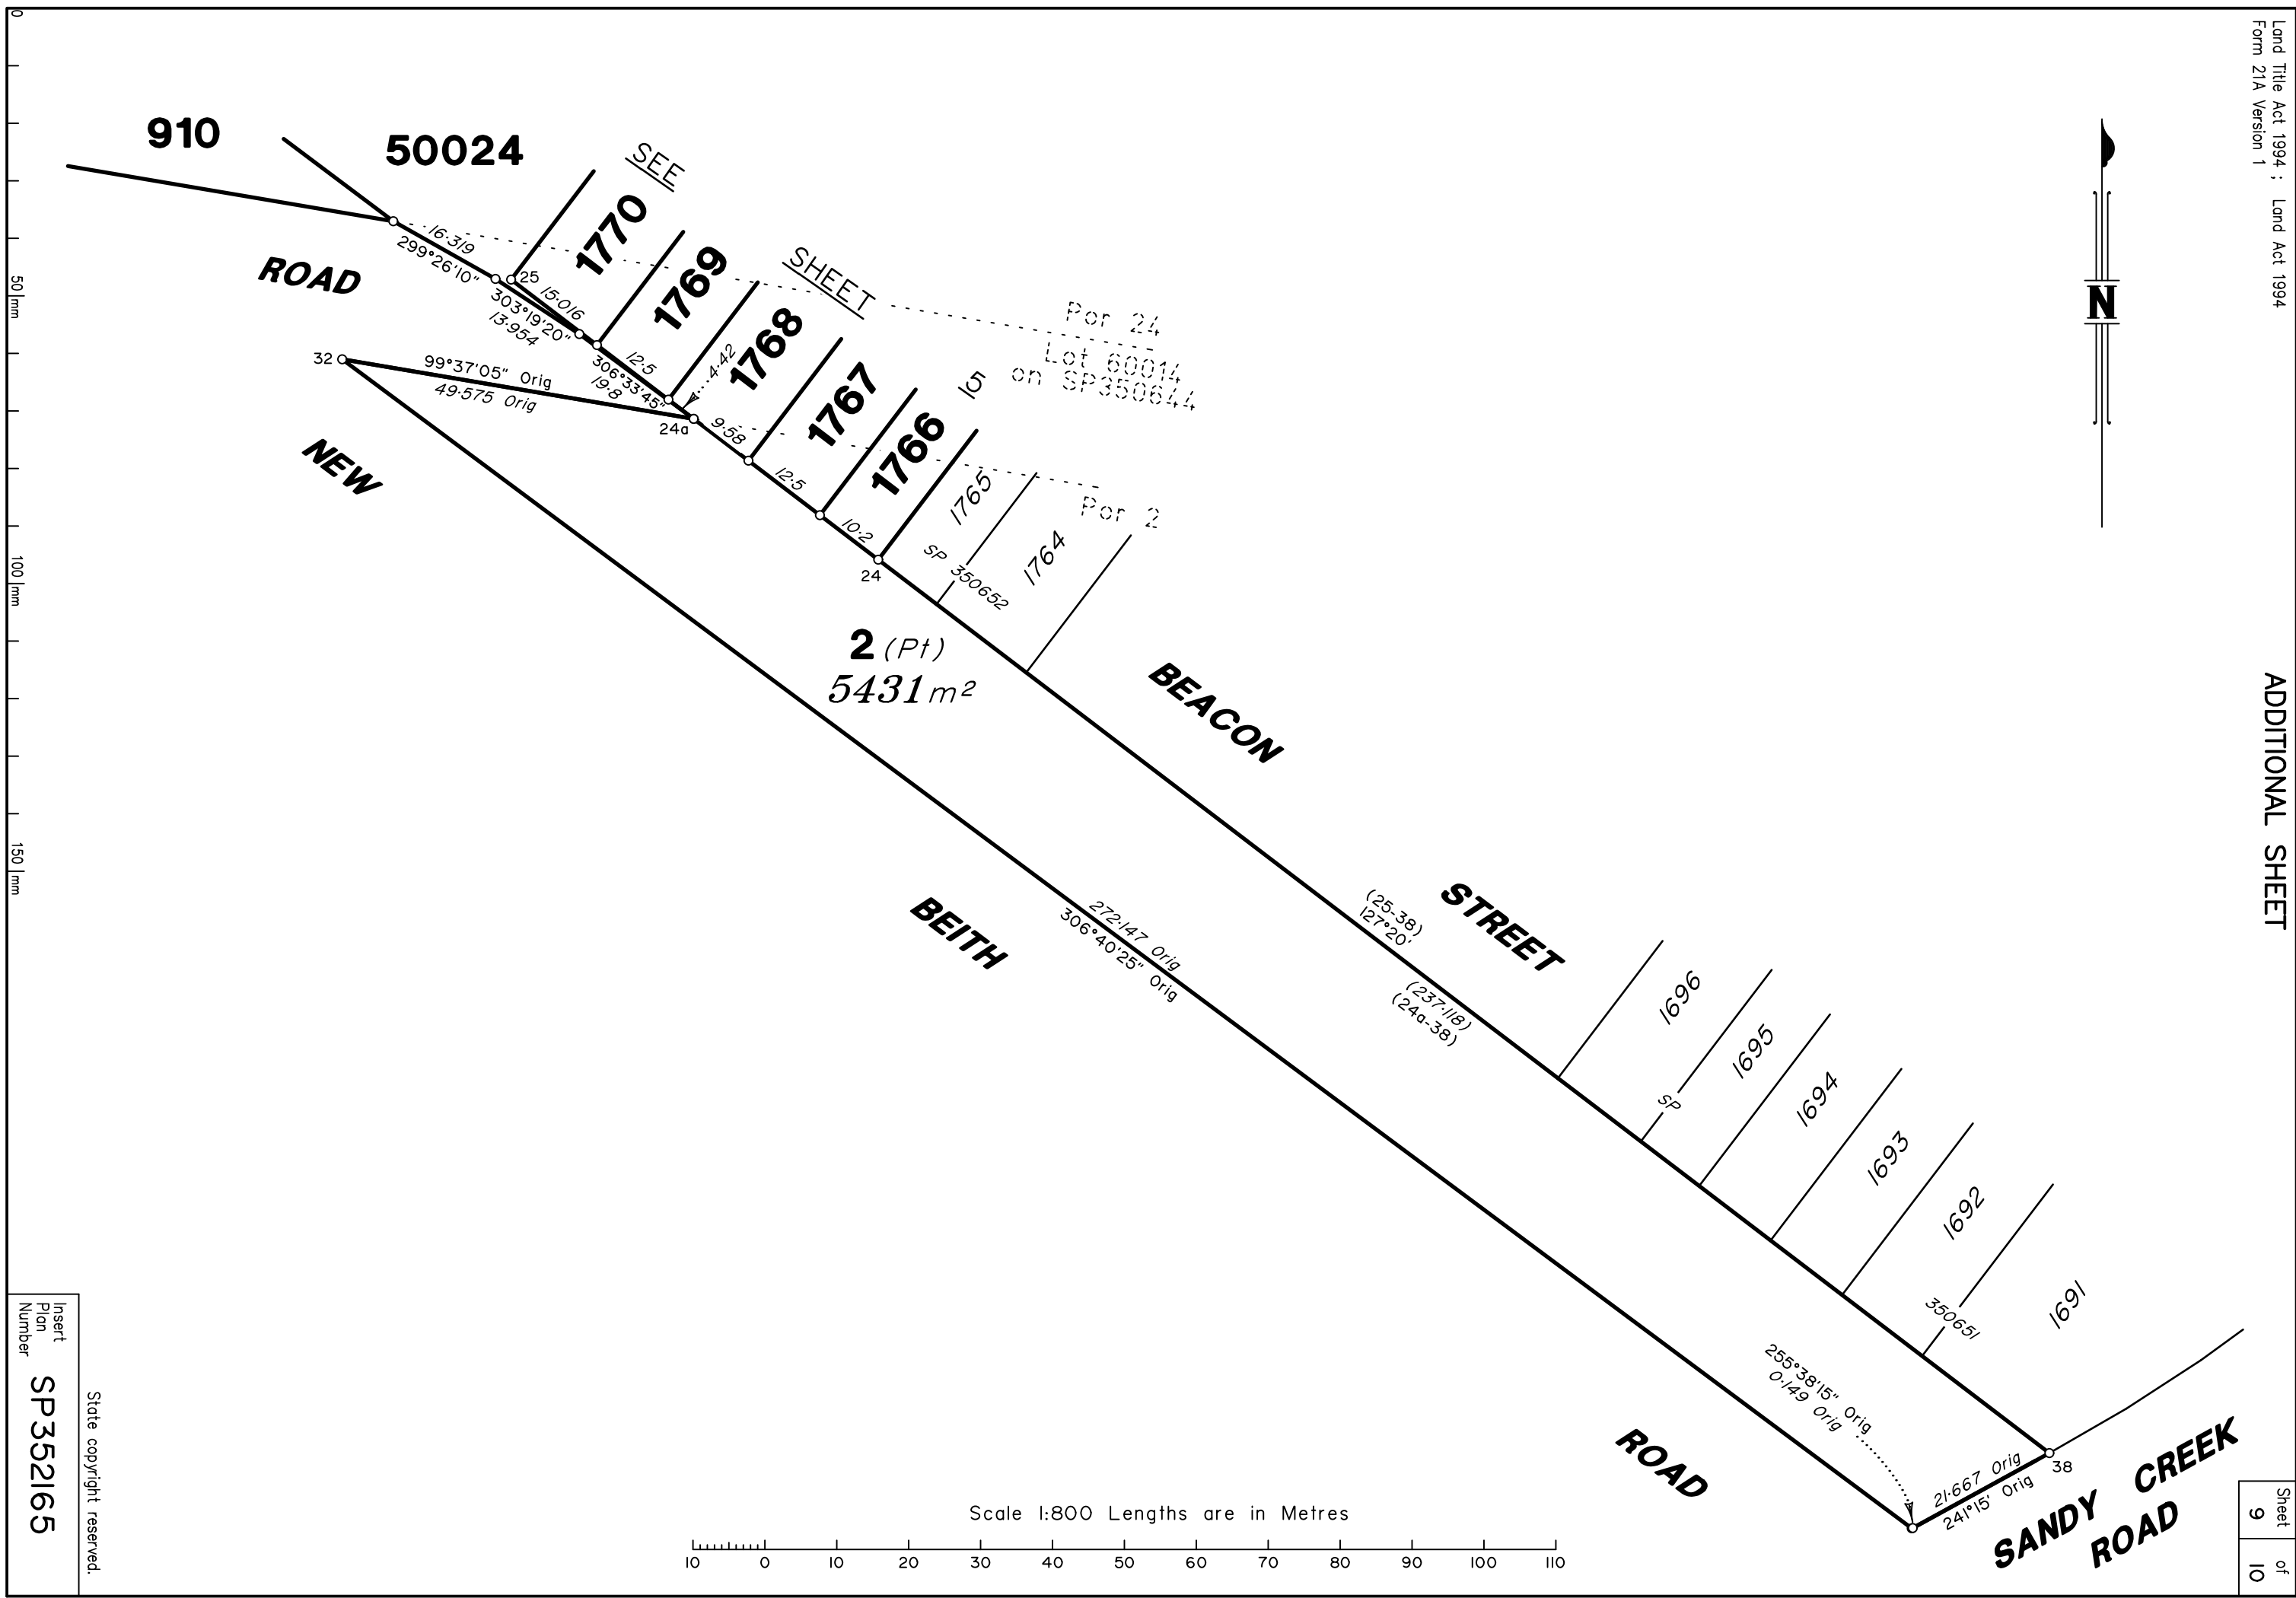 Land Title Act 1994 ; Land Act 1994
Form 21A Version 1
ADDITIONAL SHEET
Sheet
9
of
10
N
910
50024
SEE
SHEET
5
1770
1769
1768
1767
1766
1765
1764
SP 350652
Por 24
Lot 60014
on SP350644
Por 2
16·319
299°26'10"
25
15·016
303°19'20"
13·954
12·5
306°33'45"
19·8
4·42
24a
9·58
12·5
10·2
24
32
99°37'05" Orig
49·575 Orig
ROAD
NEW
BEITH
ROAD
2 (Pt)
5431 m²
BEACON
STREET
(25-38)
127°20'
(237·118)
(24a-38)
272·147 Orig
306°40'25" Orig
1696
1695
1694
1693
1692
1691
SP
350651
255°38'15" Orig
0·149 Orig
21·667 Orig
241°15' Orig
38
SANDY CREEK
ROAD
Scale 1:800 Lengths are in Metres
10 0 10 20 30 40 50 60 70 80 90 100 110
0
50 mm
100 mm
150 mm
State copyright reserved.
Insert
Plan
Number
SP352165